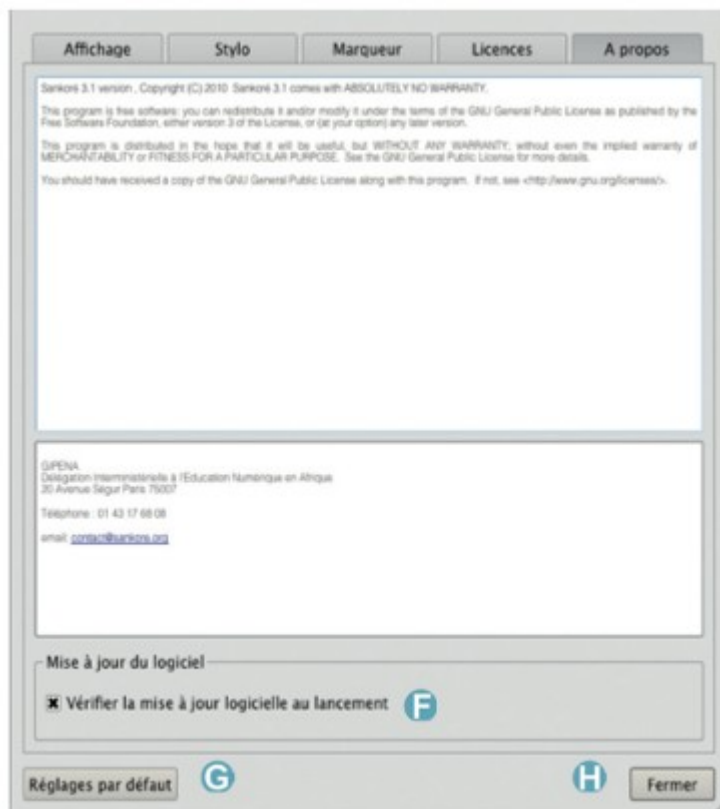 Affichage Stylo Marqueur Licences A propos
Sankoré 3.1 version , Copyright (C) 2010 Sankoré 3.1 comes with ABSOLUTELY NO WARRANTY.
This program is free software: you can redistribute it and/or modify it under the terms of the GNU General Public License as published by the
Free Software Foundation, either version 3 of the License, or (at your option) any later version.
This program is distributed in the hope that it will be useful, but WITHOUT ANY WARRANTY; without even the implied warranty of
MERCHANTABILITY or FITNESS FOR A PARTICULAR PURPOSE. See the GNU General Public License for more details.
You should have received a copy of the GNU General Public License along with this program. If not, see <http://www.gnu.org/licenses/>.
GIPENA
Délégation Interministérielle à l'Education Numérique en Afrique
20 Avenue Ségur Paris 75007
Téléphone : 01 43 17 68 08
email: contact@sankore.org
Mise à jour du logiciel
Vérifier la mise à jour logicielle au lancement F
Réglages par défaut G H Fermer